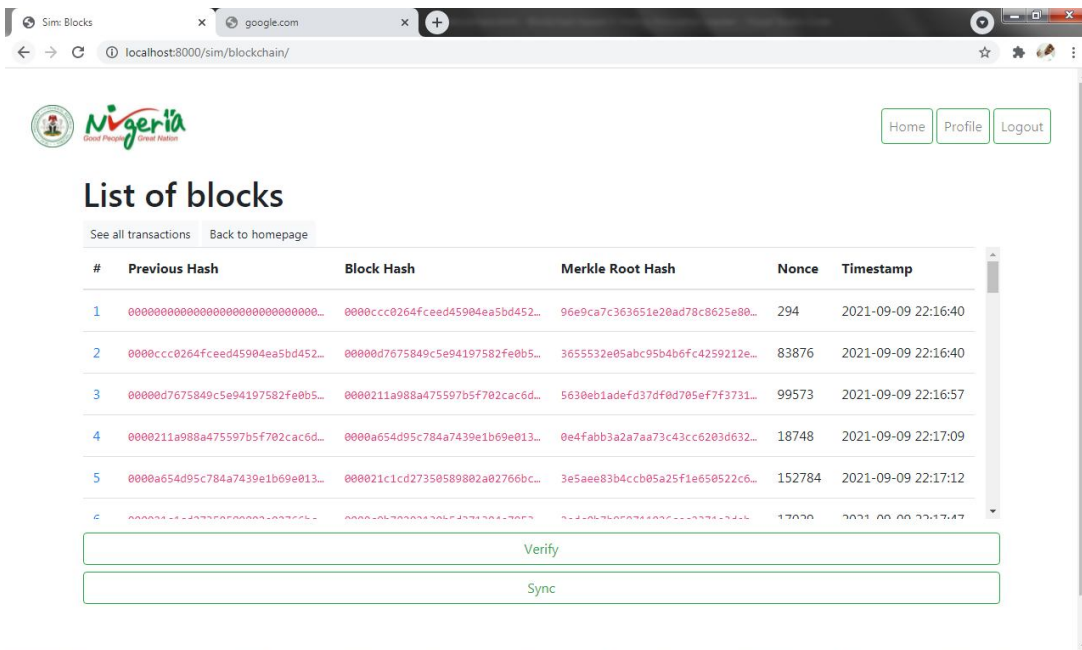 Sim: Blocks
google.com
localhost:8000/sim/blockchain/
Nigeria
Good People Great Nation
Home Profile Logout
List of blocks
See all transactions Back to homepage
# Previous Hash Block Hash Merkle Root Hash Nonce Timestamp
1 0000000000000000000000000000… 0000ccc0264fceed45904ea5bd452… 96e9ca7c363651e20ad78c8625e80… 294 2021-09-09 22:16:40
2 0000ccc0264fceed45904ea5bd452… 00000d7675849c5e94197582fe0b5… 3655532e05abc95b4b6fc4259212e… 83876 2021-09-09 22:16:40
3 00000d7675849c5e94197582fe0b5… 0000211a988a475597b5f702cac6d… 5630eb1adefd37df0d705ef7f3731… 99573 2021-09-09 22:16:57
4 0000211a988a475597b5f702cac6d… 0000a654d95c784a7439e1b69e013… 0e4fabb3a2a7aa73c43cc6203d632… 18748 2021-09-09 22:17:09
5 0000a654d95c784a7439e1b69e013… 000021c1cd27350589802a02766bc… 3e5aee83b4ccb05a25f1e650522c6… 152784 2021-09-09 22:17:12
Verify
Sync